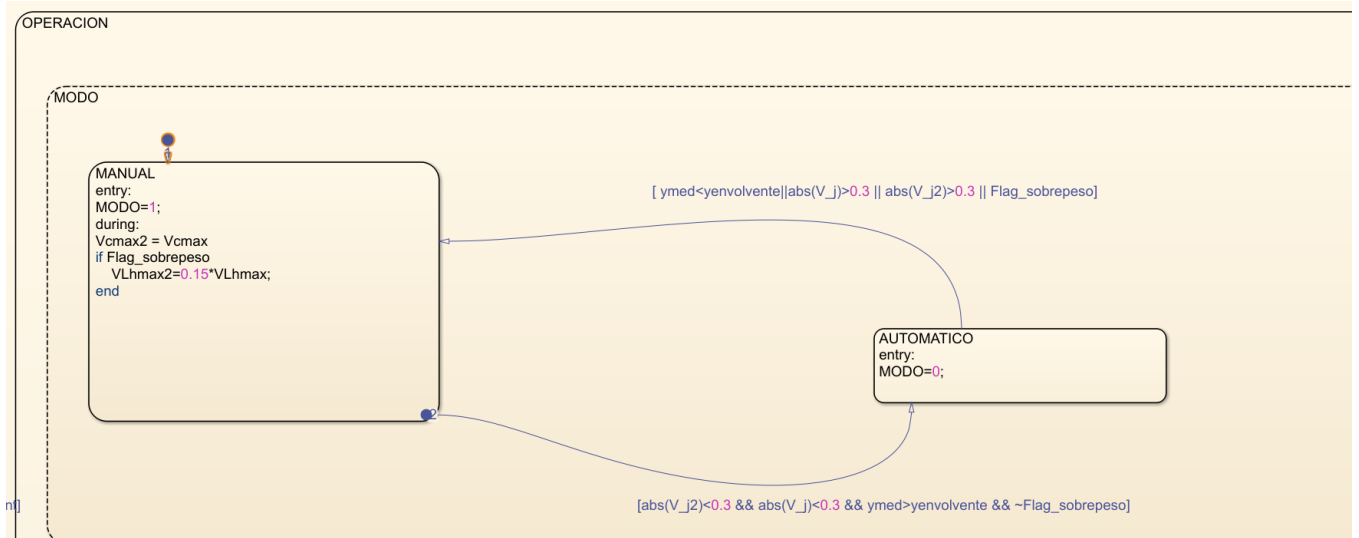 OPERACION
MODO
MANUAL
entry:
MODO=1;
during:
Vcmax2 = Vcmax
if Flag_sobrepeso
VLhmax2=0.15*VLhmax;
end
2
[ ymed<yenvolvente||abs(V_j)>0.3 || abs(V_j2)>0.3 || Flag_sobrepeso]
AUTOMATICO
entry:
MODO=0;
[abs(V_j2)<0.3 && abs(V_j)<0.3 && ymed>yenvolvente && ~Flag_sobrepeso]